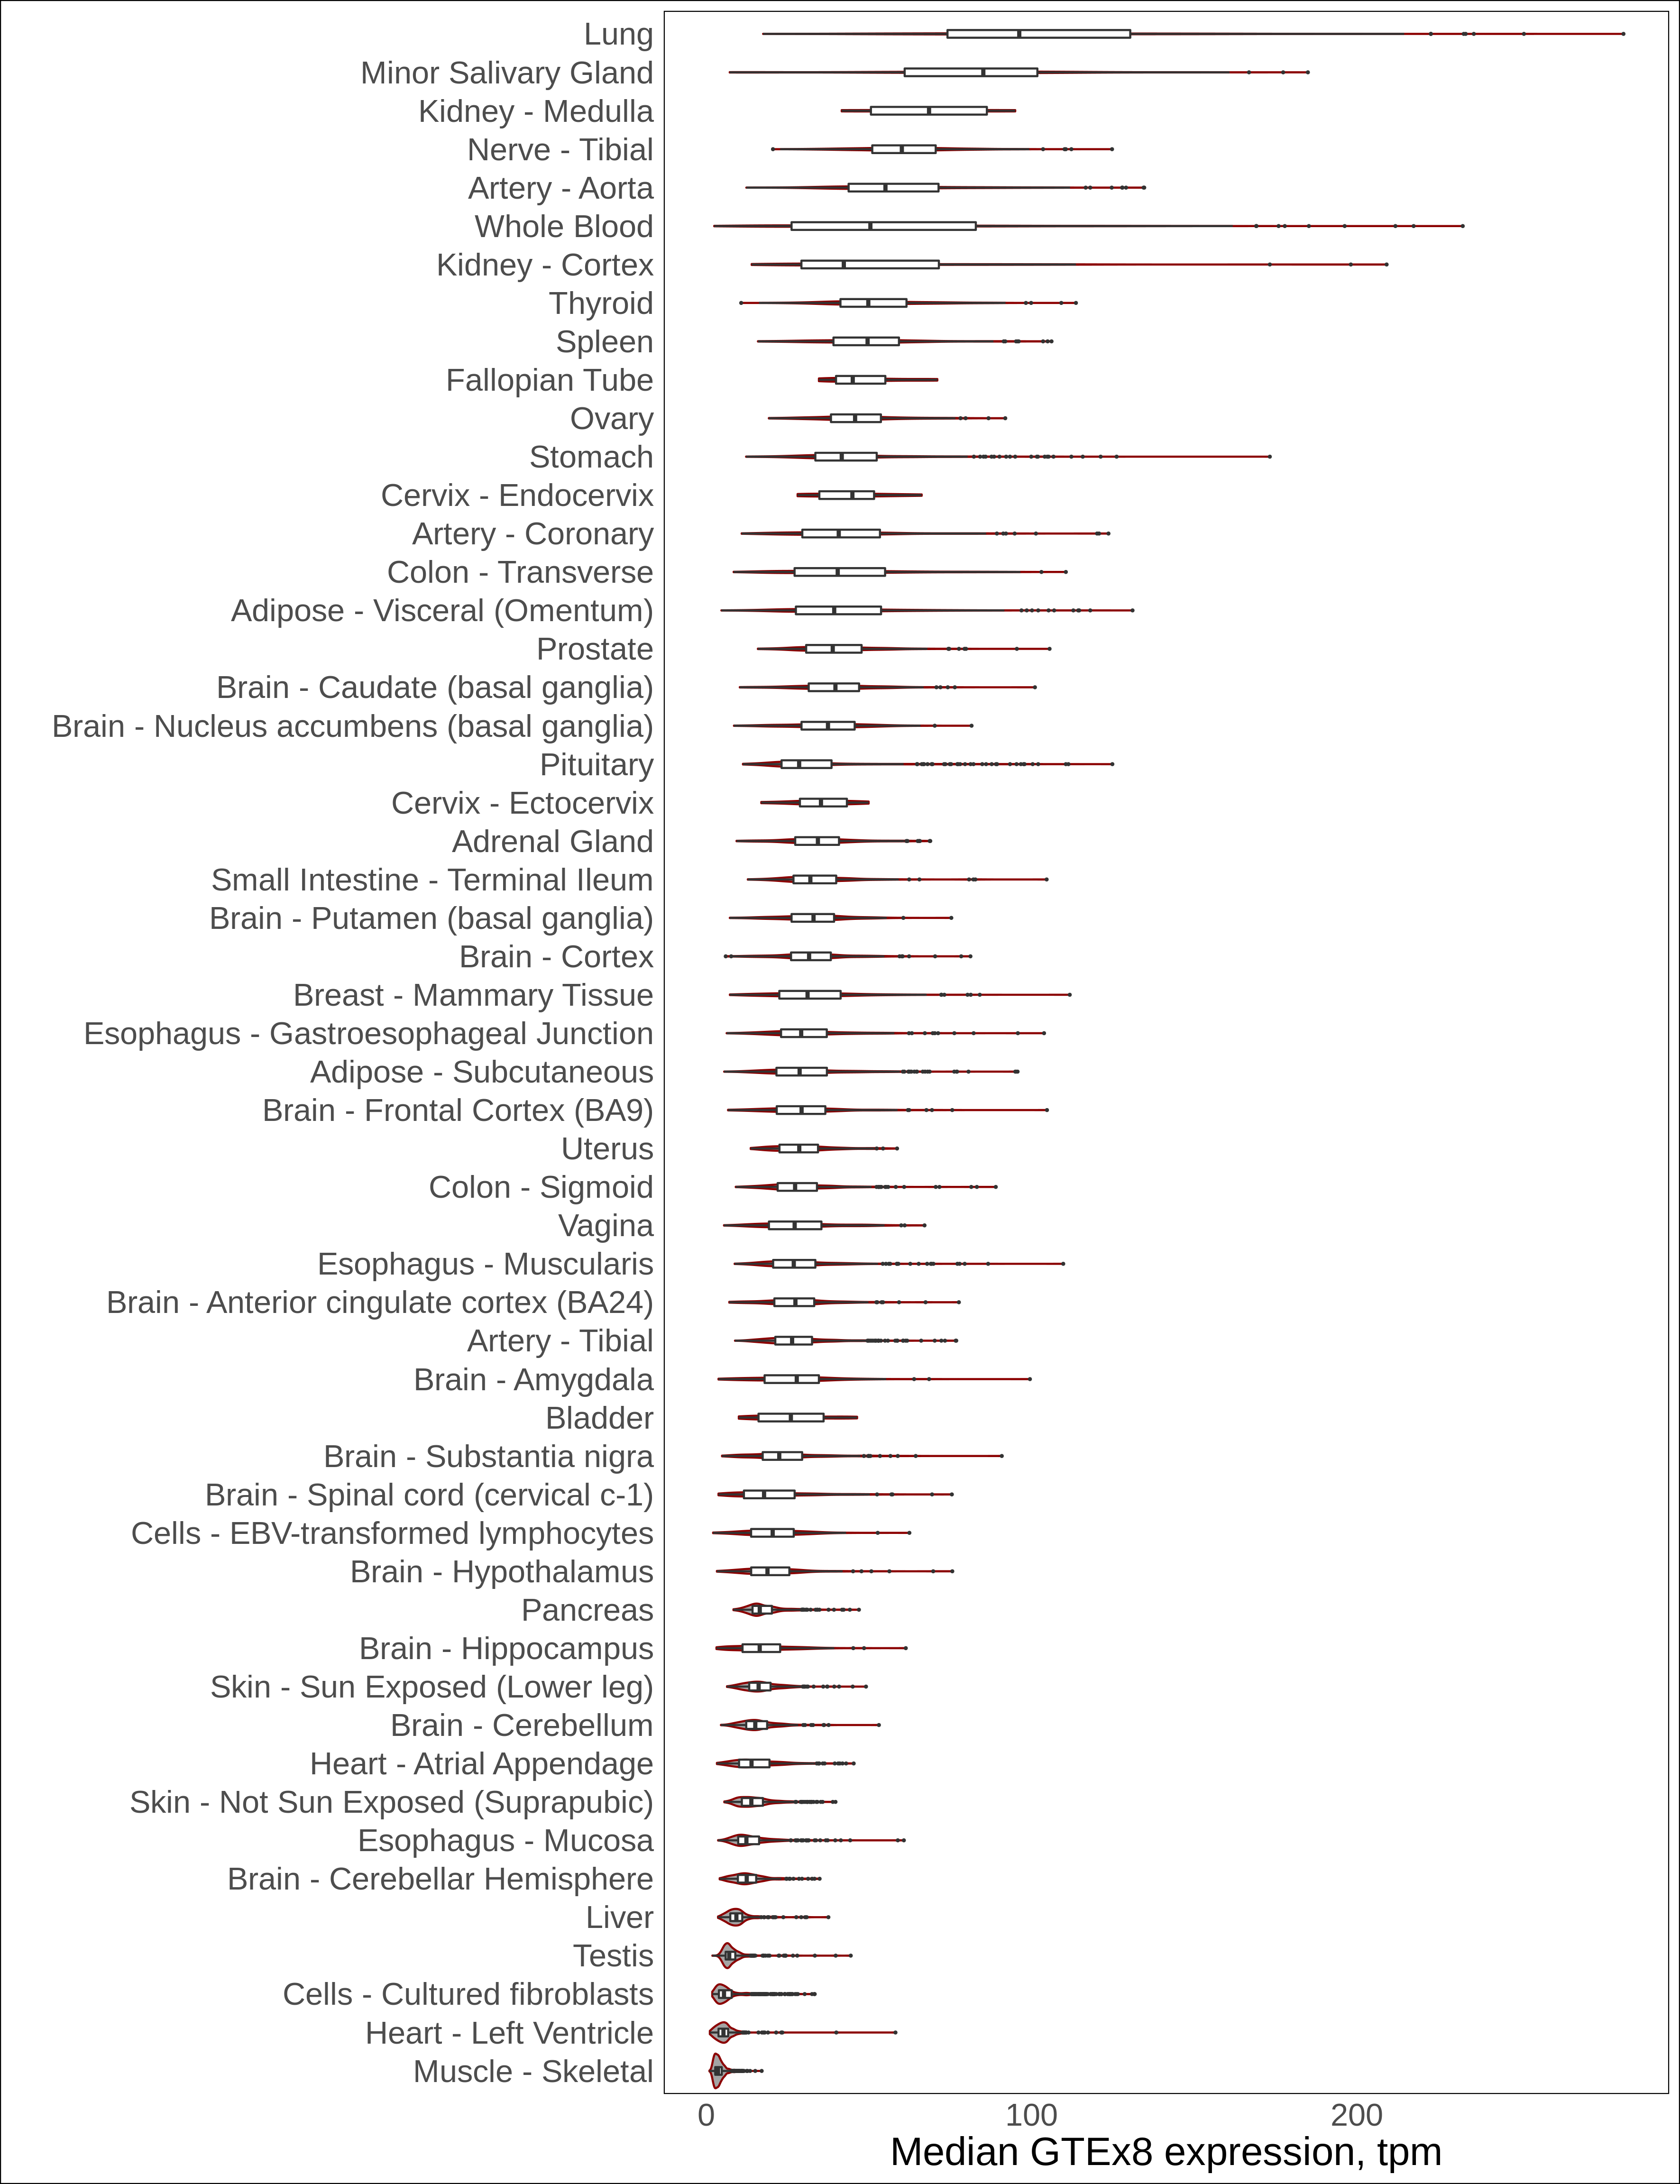 Lung
Minor Salivary Gland
Kidney - Medulla
Nerve - Tibial
Artery - Aorta
Whole Blood
Kidney - Cortex
Thyroid
Spleen
Fallopian Tube
Ovary
Stomach
Cervix - Endocervix
Artery - Coronary
Colon - Transverse
Adipose - Visceral (Omentum)
Prostate
Brain - Caudate (basal ganglia)
Brain - Nucleus accumbens (basal ganglia)
Pituitary
Cervix - Ectocervix
Adrenal Gland
Small Intestine - Terminal Ileum
Brain - Putamen (basal ganglia)
Brain - Cortex
Breast - Mammary Tissue
Esophagus - Gastroesophageal Junction
Adipose - Subcutaneous
Brain - Frontal Cortex (BA9)
Uterus
Colon - Sigmoid
Vagina
Esophagus - Muscularis
Brain - Anterior cingulate cortex (BA24)
Artery - Tibial
Brain - Amygdala
Bladder
Brain - Substantia nigra
Brain - Spinal cord (cervical c-1)
Cells - EBV-transformed lymphocytes
Brain - Hypothalamus
Pancreas
Brain - Hippocampus
Skin - Sun Exposed (Lower leg)
Brain - Cerebellum
Heart - Atrial Appendage
Skin - Not Sun Exposed (Suprapubic)
Esophagus - Mucosa
Brain - Cerebellar Hemisphere
Liver
Testis
Cells - Cultured fibroblasts
Heart - Left Ventricle
Muscle - Skeletal
0 100 200
Median GTEx8 expression, tpm